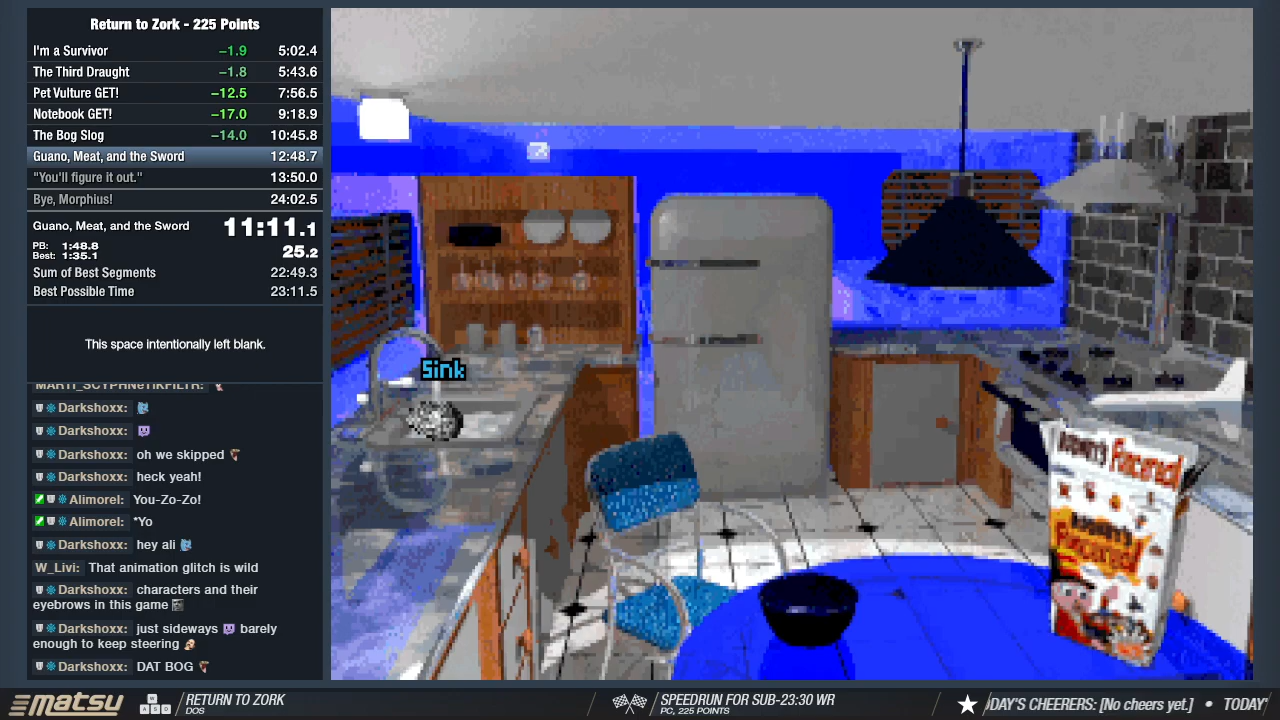 Return to Zork - 225 Points
I'm a Survivor −1.9 5:02.4
The Third Draught −1.8 5:43.6
Pet Vulture GET! −12.5 7:56.5
Notebook GET! −17.0 9:18.9
The Bog Slog −14.0 10:45.8
Guano, Meat, and the Sword 12:48.7
"You'll figure it out." 13:50.0
Bye, Morphius! 24:02.5
Guano, Meat, and the Sword 11:11.1
PB: 1:48.8
Best: 1:35.1 25.2
Sum of Best Segments 22:49.3
Best Possible Time 23:11.5
This space intentionally left blank.
Darkshoxx:
Darkshoxx:
Darkshoxx: oh we skipped
Darkshoxx: heck yeah!
Alimorel: You-Zo-Zo!
Alimorel: *Yo
Darkshoxx: hey ali
W_Livi: That animation glitch is wild
Darkshoxx: characters and their
eyebrows in this game
Darkshoxx: just sideways barely
enough to keep steering
Darkshoxx: DAT BOG
Sink
matsu
W
A S D
RETURN TO ZORK
DOS
SPEEDRUN FOR SUB-23:30 WR
PC, 225 POINTS
DAY'S CHEERERS: [No cheers yet.] • TODAY'